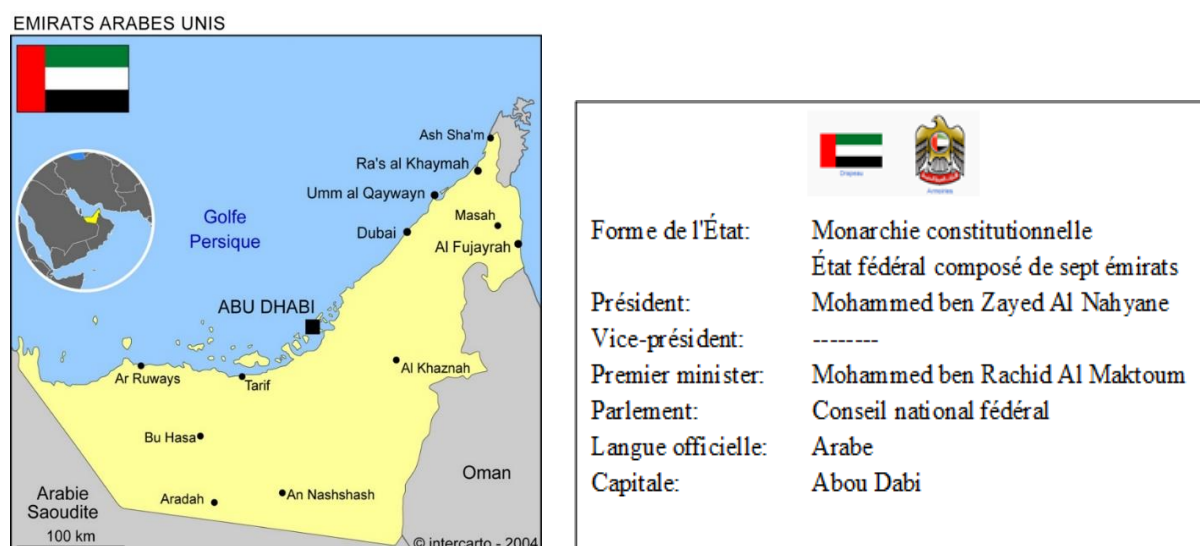 EMIRATS ARABES UNIS
Ash Sha'm
Ra's al Khaymah
Umm al Qaywayn
Masah
Golfe
Persique
Dubai
Al Fujayrah
ABU DHABI
Al Khaznah
Ar Ruways
Tarif
Bu Hasa
Oman
Arabie
Saoudite
Aradah
An Nashshash
100 km
© intercarto - 2004
Drapeau
Armoiries
Forme de l'État: Monarchie constitutionnelle
État fédéral composé de sept émirats
Président: Mohammed ben Zayed Al Nahyane
Vice-président: --------
Premier minister: Mohammed ben Rachid Al Maktoum
Parlement: Conseil national fédéral
Langue officielle: Arabe
Capitale: Abou Dabi